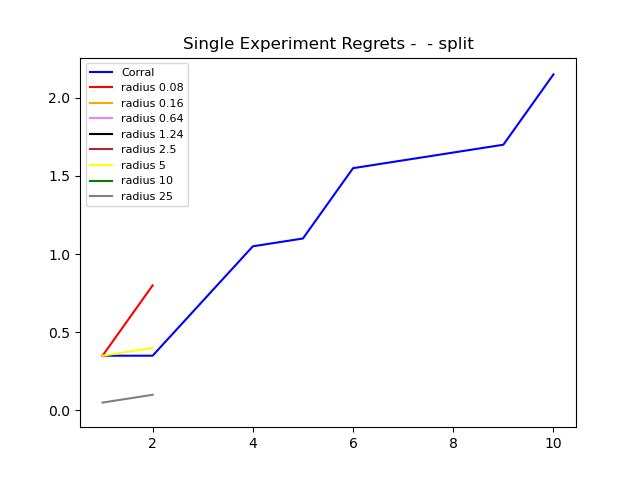 Single Experiment Regrets -  - split
Corral
radius 0.08
radius 0.16
radius 0.64
radius 1.24
radius 2.5
radius 5
radius 10
radius 25
2.0
1.5
1.0
0.5
0.0
2 4 6 8 10